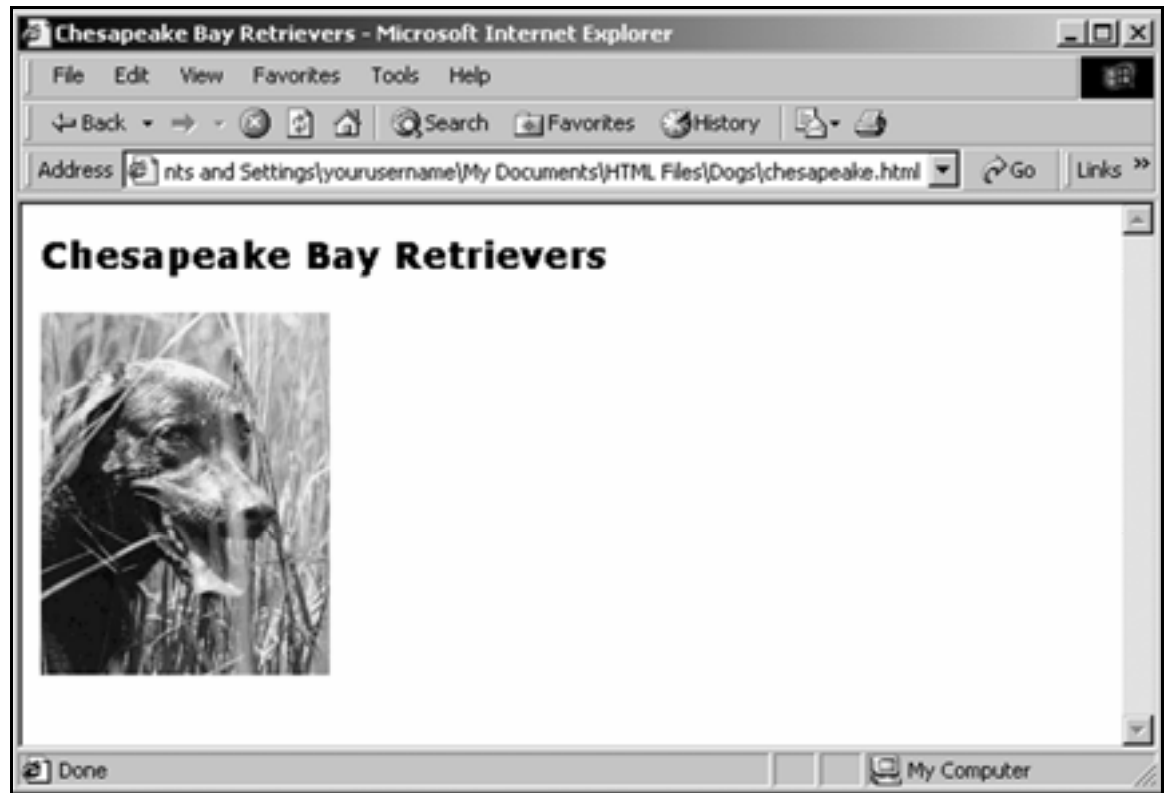 Chesapeake Bay Retrievers - Microsoft Internet Explorer
File Edit View Favorites Tools Help
Back Search Favorites History
Address nts and Settings\yourusername\My Documents\HTML Files\Dogs\chesapeake.html Go Links »
Chesapeake Bay Retrievers
Done My Computer